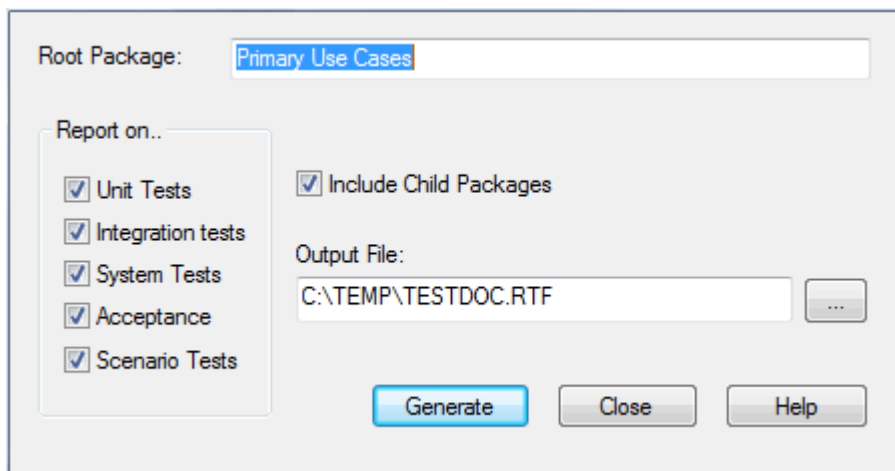 Root Package: Primary Use Cases
Report on..
Unit Tests
Integration tests
System Tests
Acceptance
Scenario Tests
Include Child Packages
Output File:
C:\TEMP\TESTDOC.RTF
...
Generate Close Help